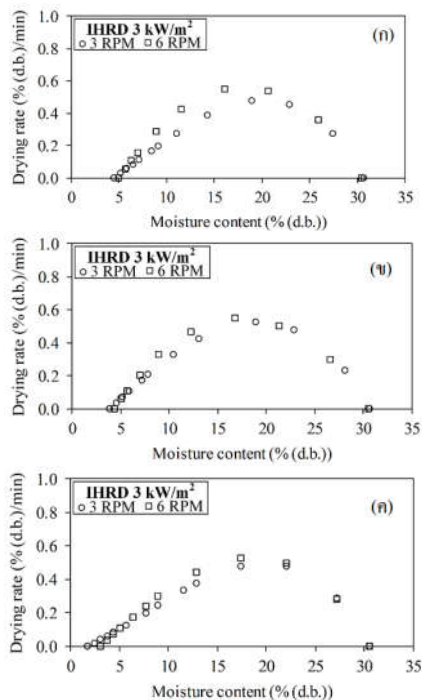 IHRD 3 kW/m²
○ 3 RPM □ 6 RPM
(ก)
Drying rate (% (d.b.)/min)
1.0
0.8
0.6
0.4
0.2
0.0
0 5 10 15 20 25 30 35
Moisture content (% (d.b.))
IHRD 3 kW/m²
○ 3 RPM □ 6 RPM
(ข)
Drying rate (% (d.b.)/min)
1.0
0.8
0.6
0.4
0.2
0.0
0 5 10 15 20 25 30 35
Moisture content (% (d.b.))
IHRD 3 kW/m²
○ 3 RPM □ 6 RPM
(ค)
Drying rate (% (d.b.)/min)
1.0
0.8
0.6
0.4
0.2
0.0
0 5 10 15 20 25 30 35
Moisture content (% (d.b.))